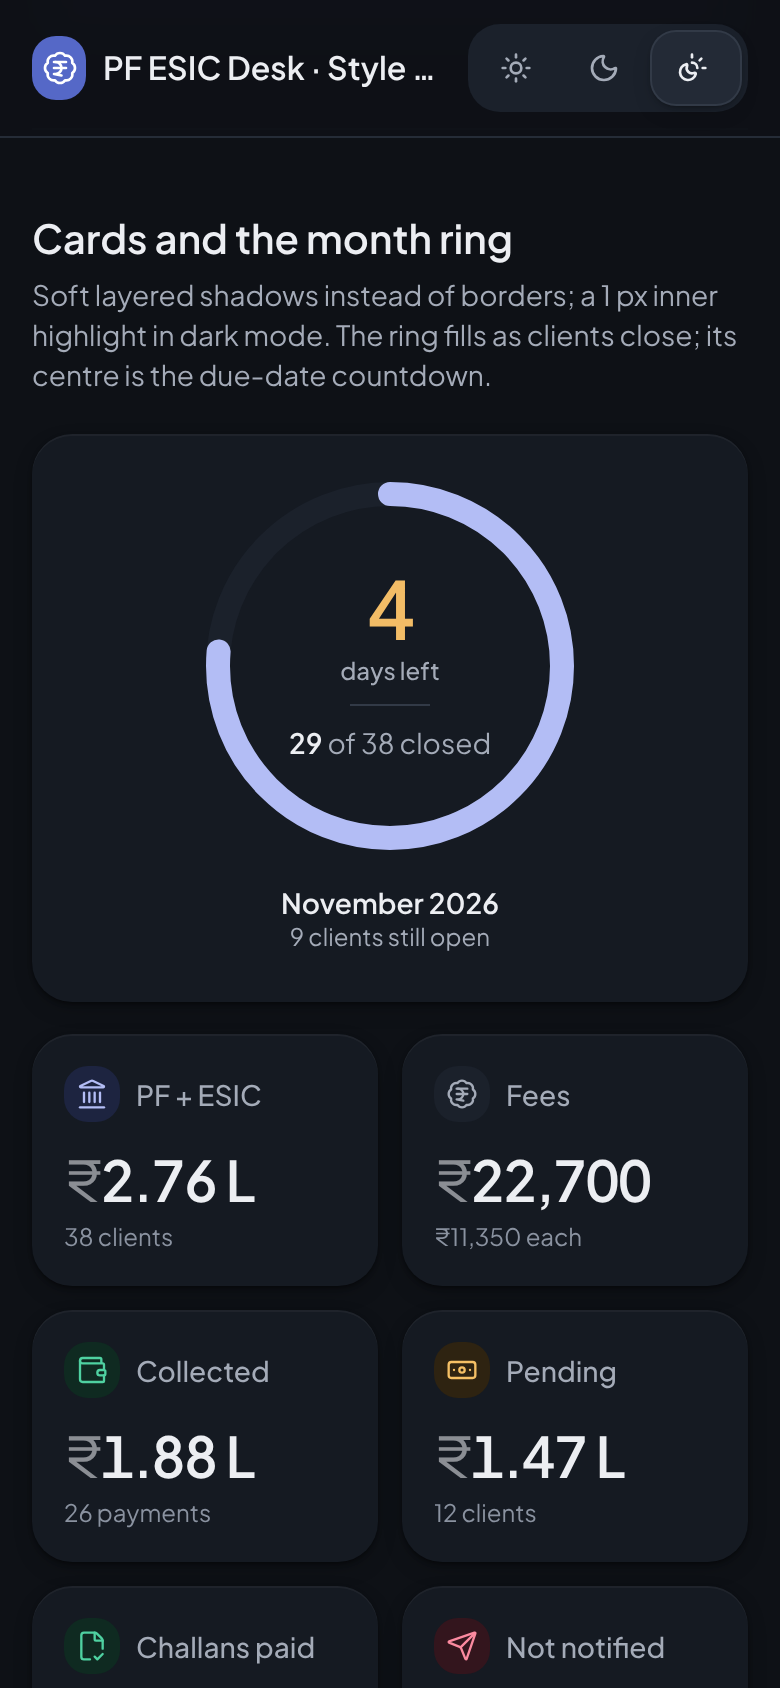 PF ESIC Desk · Style ...
Cards and the month ring
Soft layered shadows instead of borders; a 1 px inner
highlight in dark mode. The ring fills as clients close; its
centre is the due-date countdown.
4
days left
29 of 38 closed
November 2026
9 clients still open
PF + ESIC
₹2.76 L
38 clients
Fees
₹22,700
₹11,350 each
Collected
₹1.88 L
26 payments
Pending
₹1.47 L
12 clients
Challans paid
Not notified